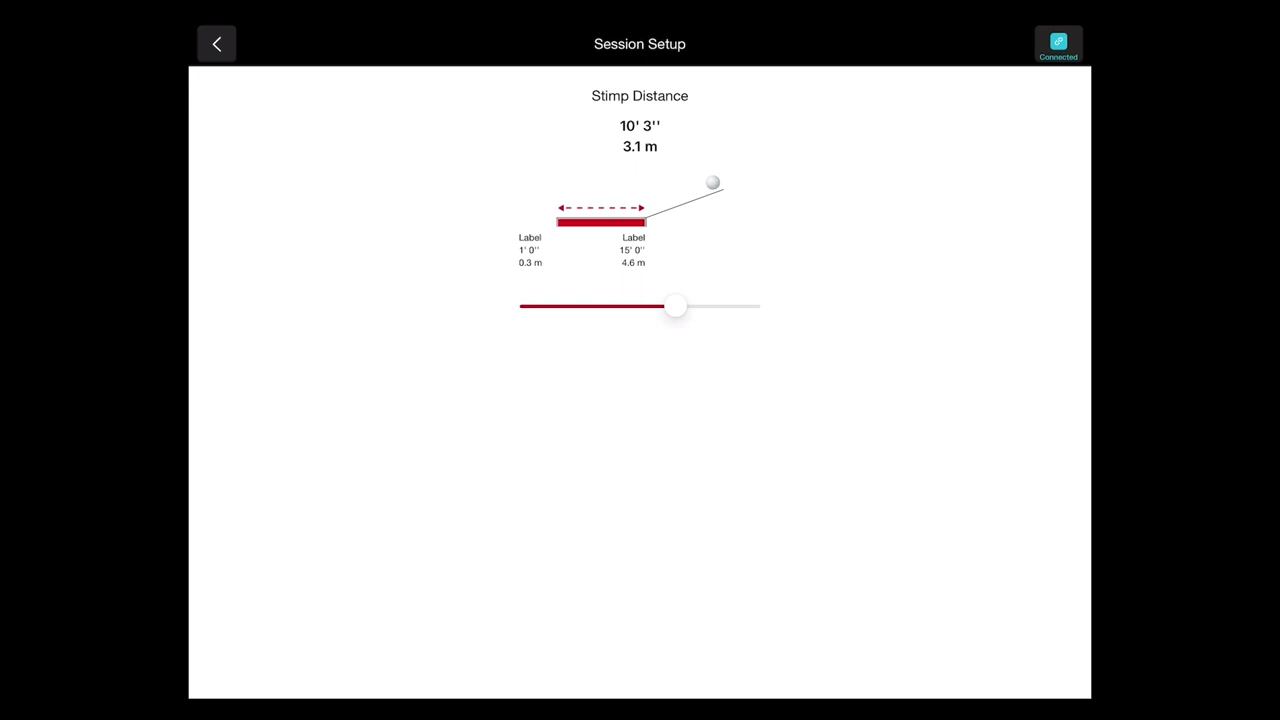 Session Setup
Connected
Stimp Distance
10' 3''
3.1 m
Label Label
1' 0'' 15' 0''
0.3 m 4.6 m